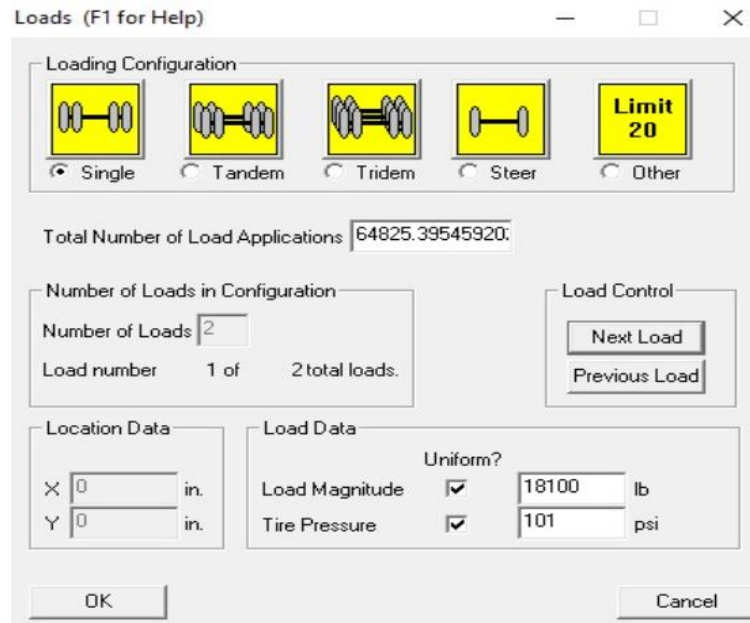 Loads (F1 for Help)
Loading Configuration
Limit
20
Single Tandem Tridem Steer Other
Total Number of Load Applications 64825.395459202
Number of Loads in Configuration
Number of Loads 2
Load number 1 of 2 total loads.
Load Control
Next Load
Previous Load
Location Data
X 0 in.
Y 0 in.
Load Data
Uniform?
Load Magnitude 18100 lb
Tire Pressure 101 psi
OK Cancel